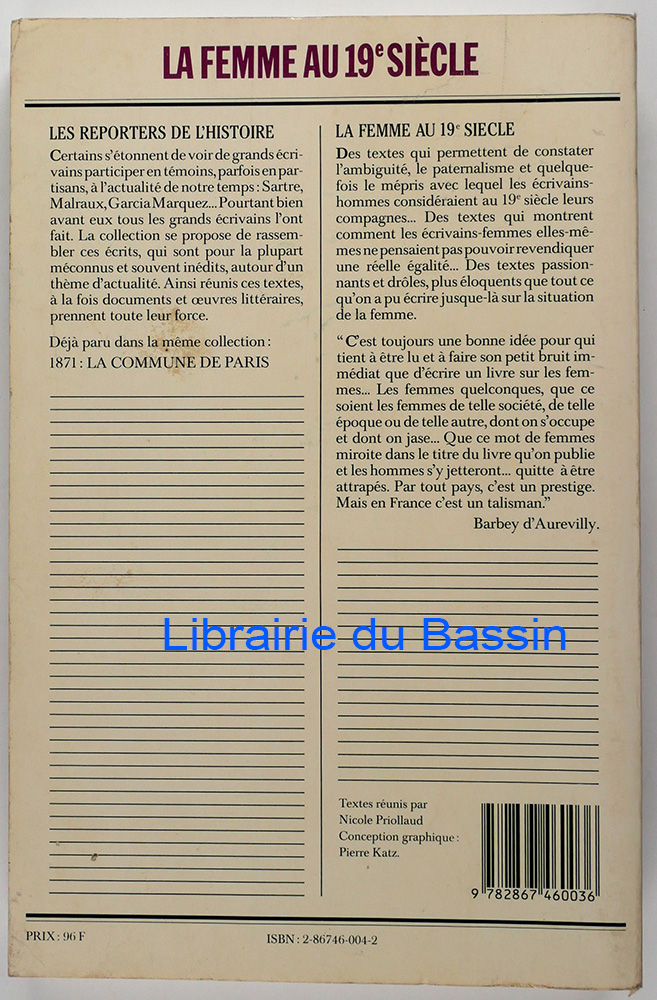 LA FEMME AU 19e SIÈCLE
LES REPORTERS DE L'HISTOIRE
Certains s'étonnent de voir de grands écri-
vains participer en témoins, parfois en par-
tisans, à l'actualité de notre temps : Sartre,
Malraux, Garcia Marquez... Pourtant bien
avant eux tous les grands écrivains l'ont
fait. La collection se propose de rassem-
bler ces écrits, qui sont pour la plupart
méconnus et souvent inédits, autour d'un
thème d'actualité. Ainsi réunis ces textes,
à la fois documents et œuvres littéraires,
prennent toute leur force.
Déjà paru dans la même collection :
1871 : LA COMMUNE DE PARIS
LA FEMME AU 19e SIECLE
Des textes qui permettent de constater
l'ambiguité, le paternalisme et quelque-
fois le mépris avec lequel les écrivains-
hommes considéraient au 19e siècle leurs
compagnes... Des textes qui montrent
comment les écrivains-femmes elles-mê-
mes ne pensaient pas pouvoir revendiquer
une réelle égalité... Des textes passion-
nants et drôles, plus éloquents que tout ce
qu'on a pu écrire jusque-là sur la situation
de la femme.
“C'est toujours une bonne idée pour qui
tient à être lu et à faire son petit bruit im-
médiat que d'écrire un livre sur les fem-
mes... Les femmes quelconques, que ce
soient les femmes de telle société, de telle
époque ou de telle autre, dont on s'occupe
et dont on jase... Que ce mot de femmes
miroite dans le titre du livre qu'on publie
et les hommes s'y jetteront... quitte à être
attrapés. Par tout pays, c'est un prestige.
Mais en France c'est un talisman.”
Barbey d'Aurevilly.
Librairie du Bassin
Textes réunis par
Nicole Priollaud
Conception graphique :
Pierre Katz.
9 782867 460036
PRIX : 96 F
ISBN : 2-86746-004-2